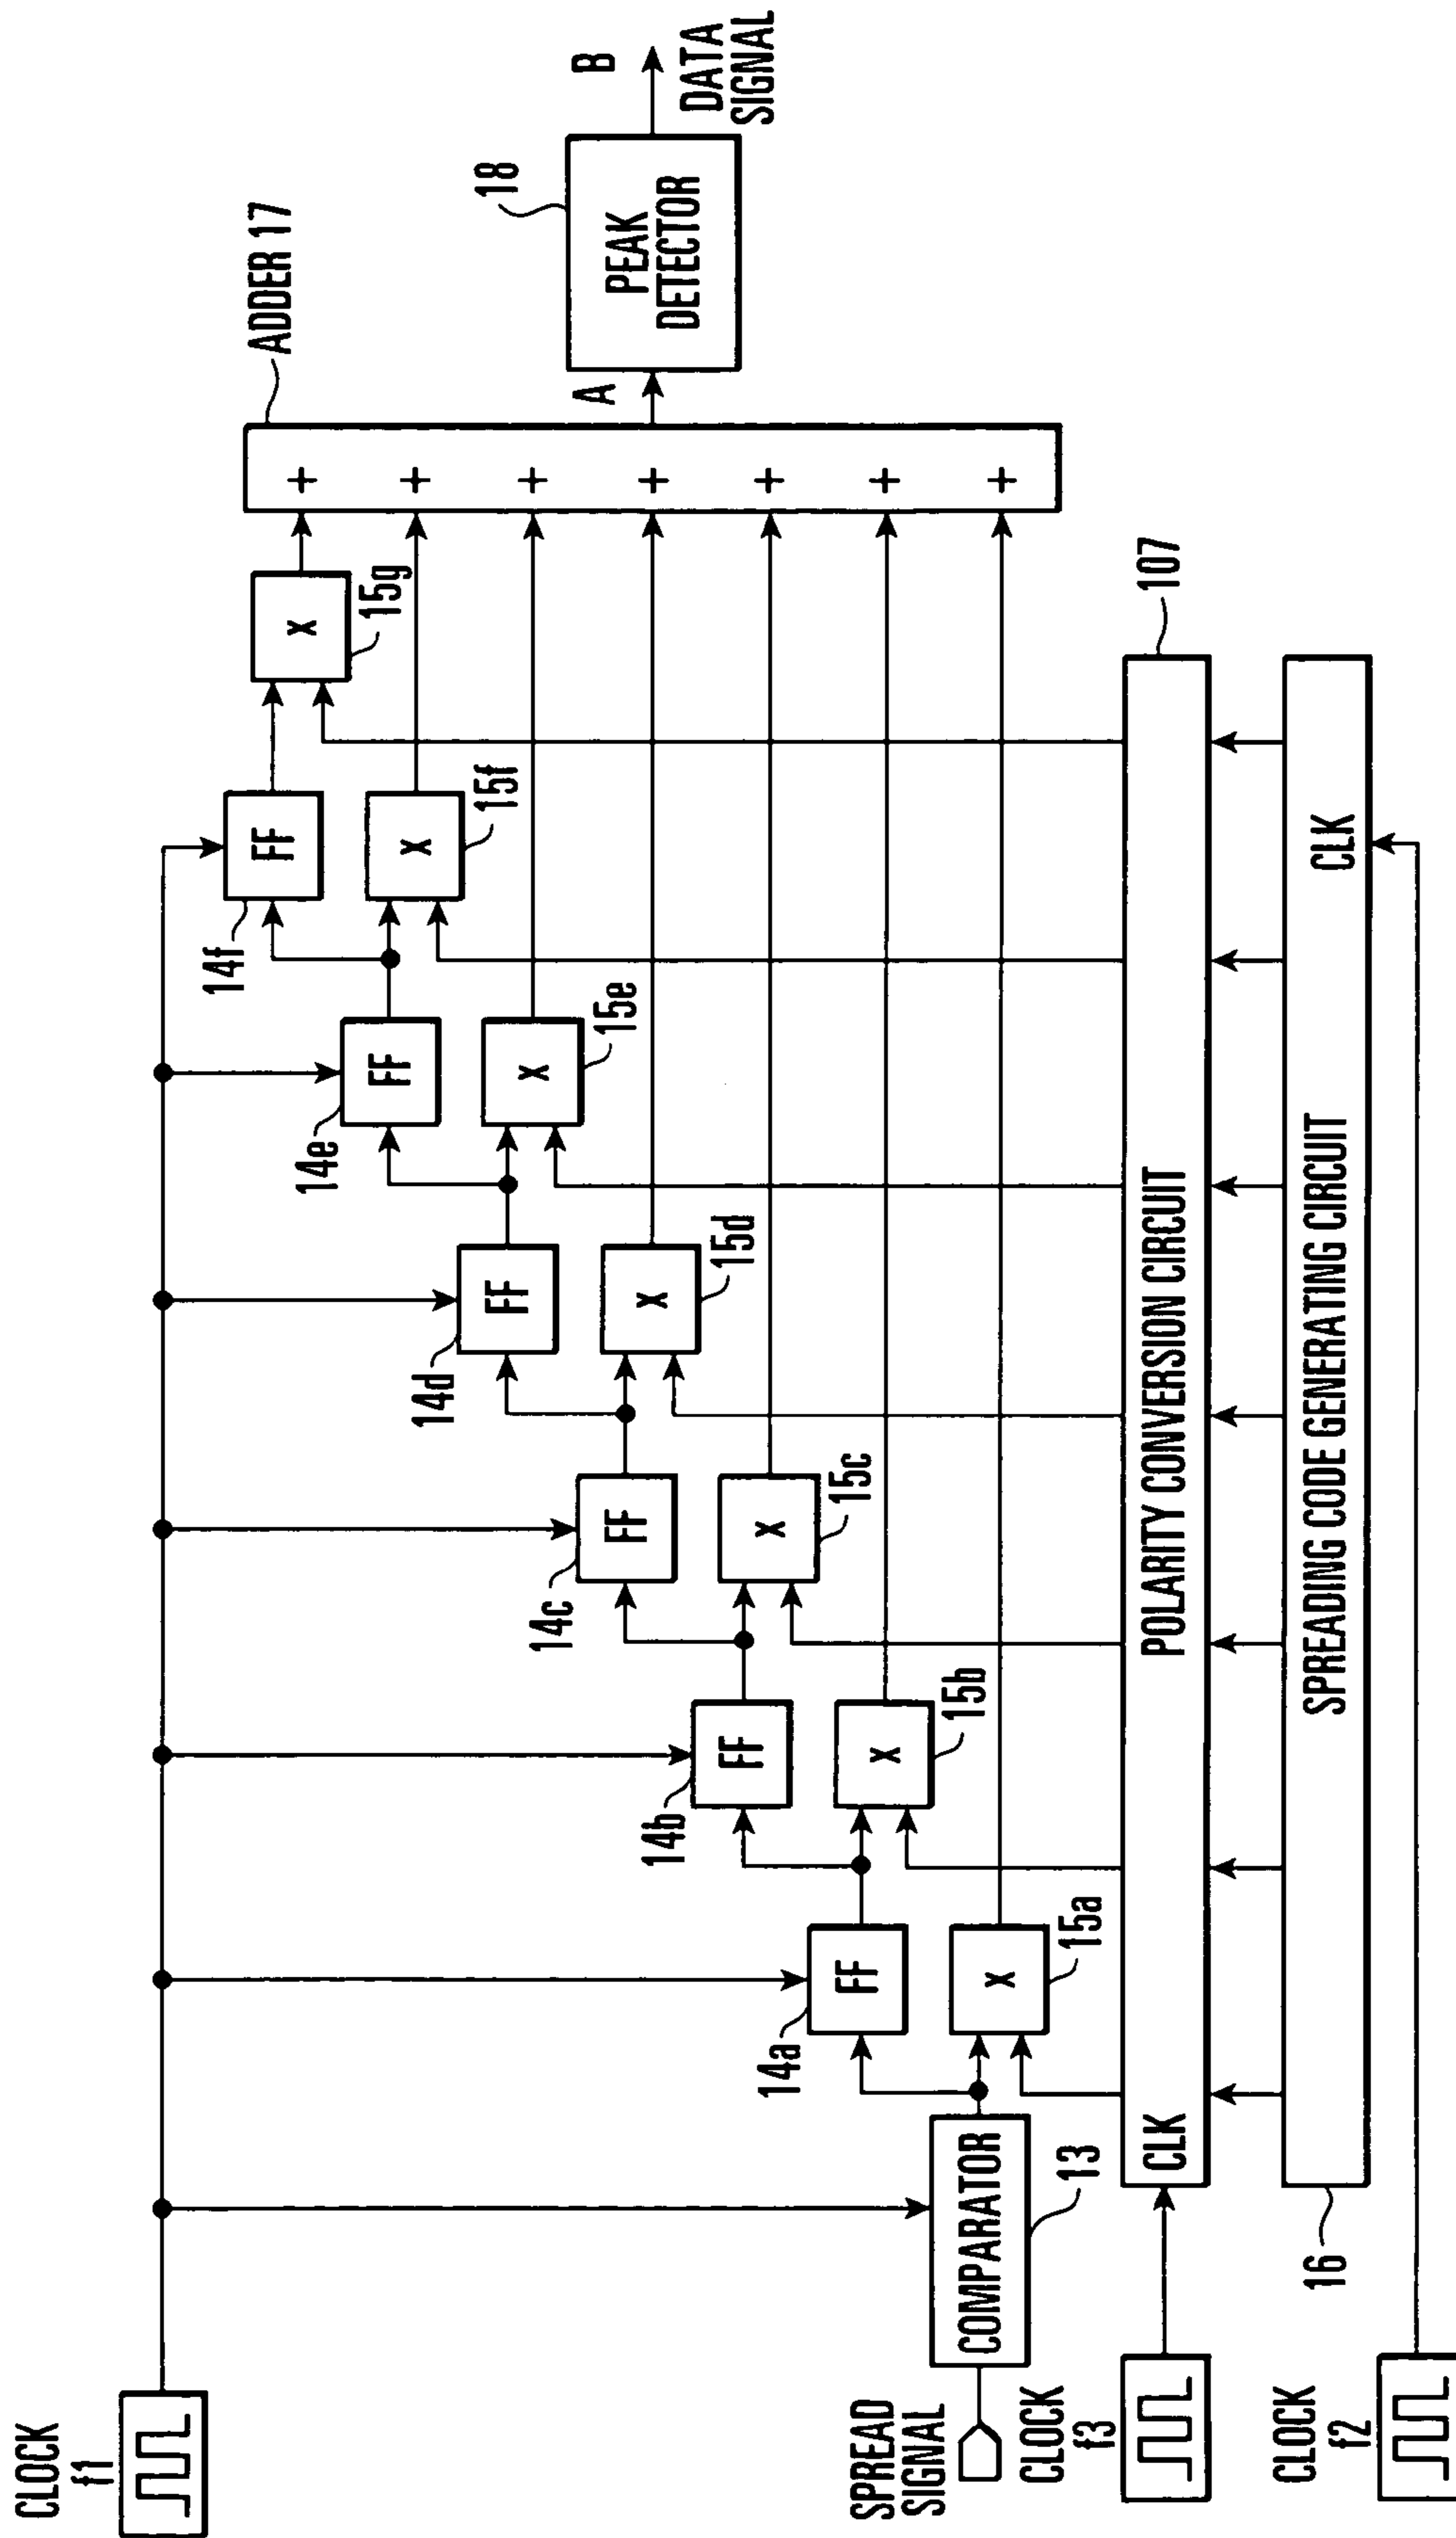 CLOCK
f1
ADDER 17
18
PEAK
DETECTOR
A
B
DATA
SIGNAL
+
+
+
+
+
+
+
X
15g
FF
14f
X
15f
FF
14e
X
15e
FF
14d
X
15d
FF
14c
X
15c
FF
14b
X
15b
FF
14a
X
15a
SPREAD
SIGNAL
COMPARATOR
13
CLOCK
f3
CLK
POLARITY CONVERSION CIRCUIT
107
16
SPREADING CODE GENERATING CIRCUIT
CLK
CLOCK
f2